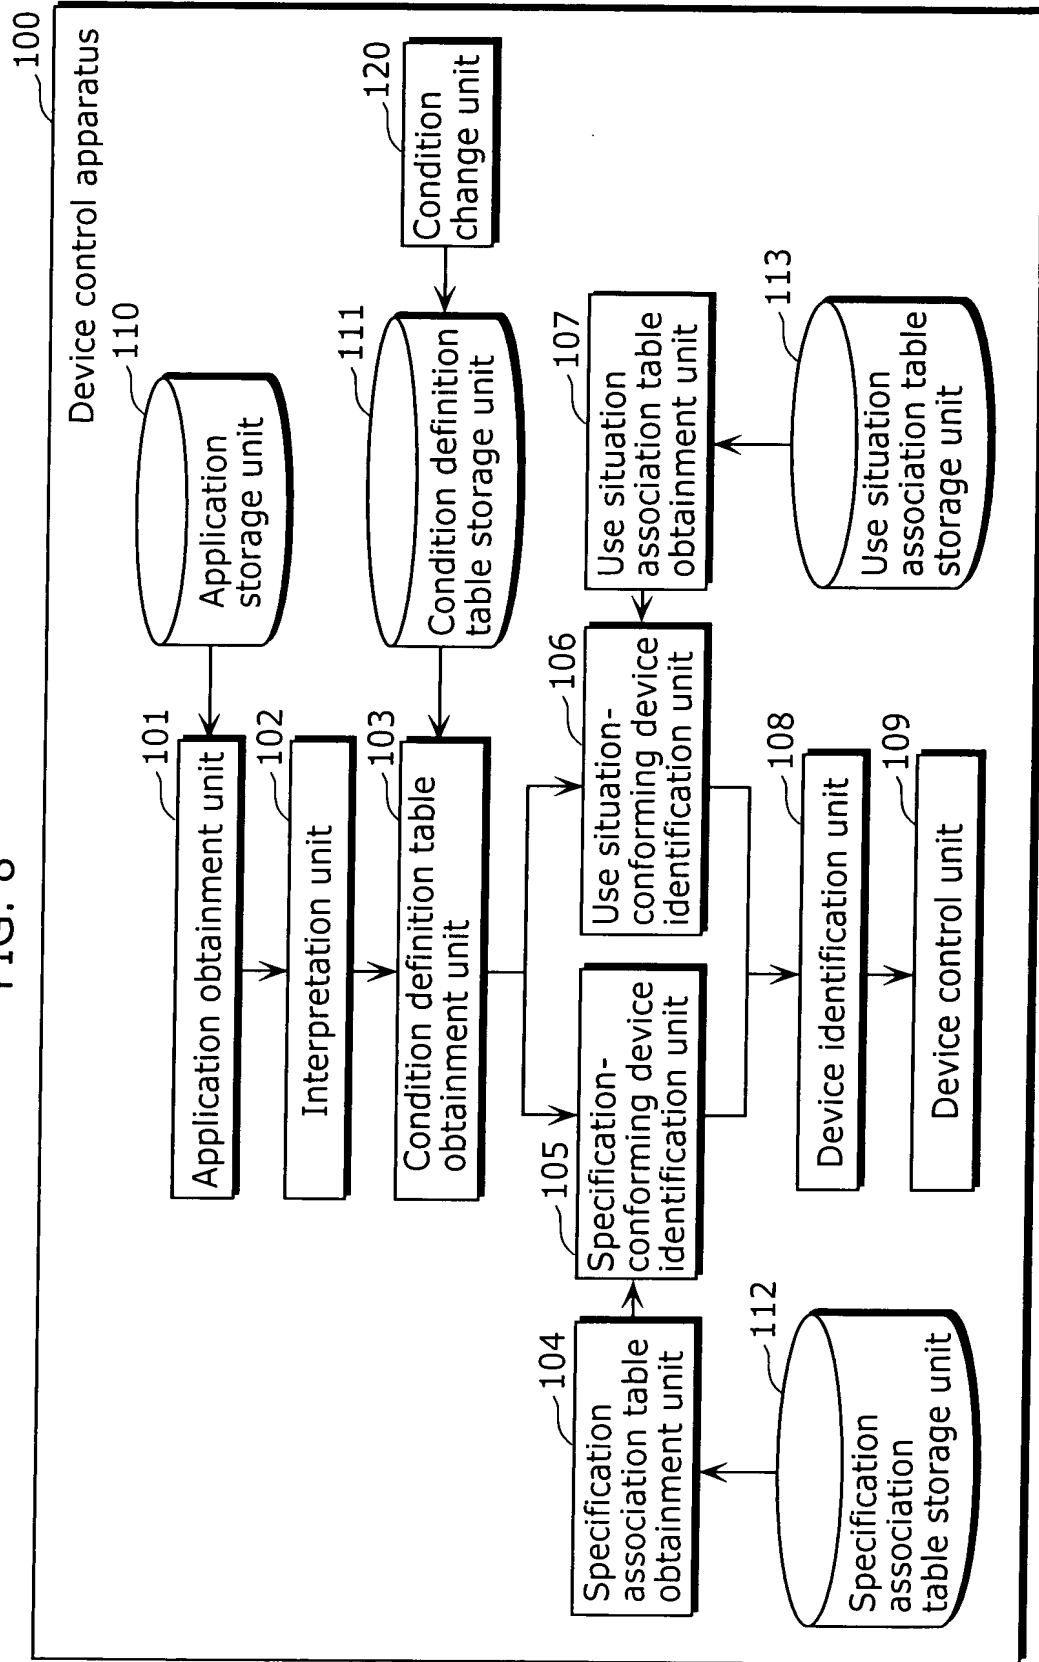 100
Device control apparatus
110
Application
storage unit
101
Application obtainment unit
102
Interpretation unit
120
Condition
change unit
111
Condition definition
table storage unit
103
Condition definition table
obtainment unit
104
Specification
association table
obtainment unit
105
Specification-
conforming device
identification unit
106
Use situation-
conforming device
identification unit
107
Use situation
association table
obtainment unit
112
Specification
association
table storage unit
108
Device identification unit
113
Use situation
association table
storage unit
109
Device control unit